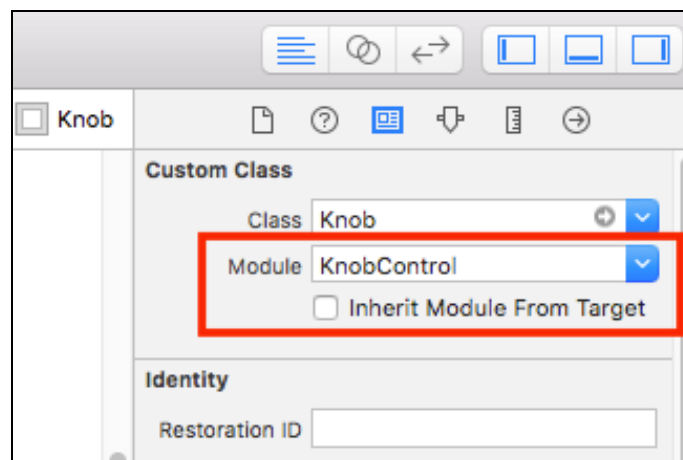 Knob
Custom Class
Class Knob
Module KnobControl
Inherit Module From Target
Identity
Restoration ID